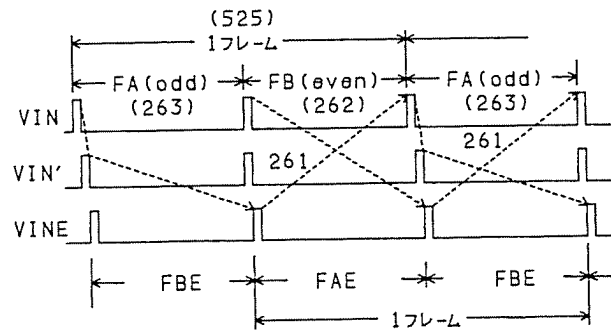 (525)
1フレーム
FA(odd) FB(even) FA(odd)
(263) (262) (263)
VIN
261 261
VIN'
VINE
FBE FAE FBE
1フレーム